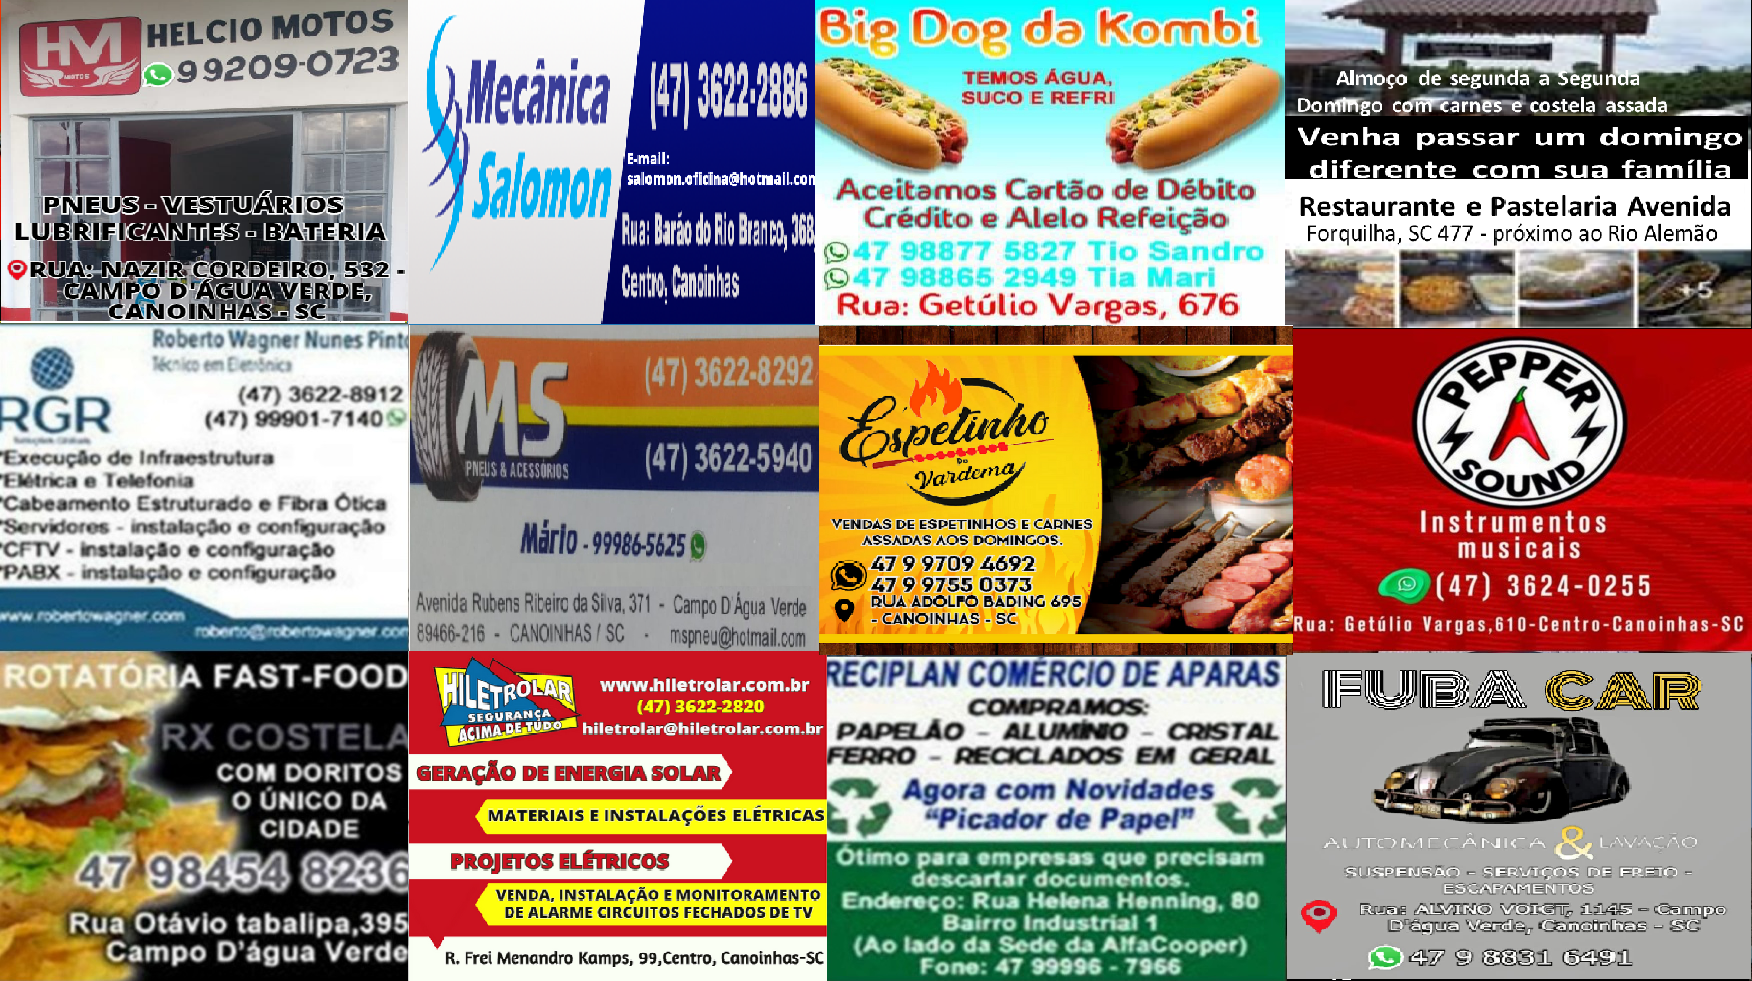 HM
MOTOS
HELCIO MOTOS
99209-0723
PNEUS - VESTUÁRIOS
LUBRIFICANTES - BATERIA
RUA: NAZIR CORDEIRO, 532 -
CAMPO D'ÁGUA VERDE,
CANOINHAS - SC
Mecânica
Salomon
(47) 3622-2886
E-mail:
salomon.oficina@hotmail.com
Rua: Barão do Rio Branco, 368
Centro, Canoinhas
Big Dog da Kombi
TEMOS ÁGUA,
SUCO E REFRI
Aceitamos Cartão de Débito
Crédito e Alelo Refeição
47 98877 5827 Tio Sandro
47 98865 2949 Tia Mari
Rua: Getúlio Vargas, 676
Almoço de segunda a Segunda
Domingo com carnes e costela assada
Venha passar um domingo
diferente com sua família
Restaurante e Pastelaria Avenida
Forquilha, SC 477 - próximo ao Rio Alemão
+5
Roberto Wagner Nunes Pinto
Técnico em Eletrônica
(47) 3622-8912
(47) 99901-7140
RGR
*Execução de Infraestrutura
*Elétrica e Telefonia
*Cabeamento Estruturado e Fibra Ótica
*Servidores - instalação e configuração
*CFTV - instalação e configuração
*PABX - instalação e configuração
www.robertowagner.com
roberto@robertowagner.com
MS
PNEUS & ACESSÓRIOS
(47) 3622-8292
(47) 3622-5940
Mário - 99986-5625
Avenida Rubens Ribeiro da Silva, 371 - Campo D'Água Verde
89466-216 - CANOINHAS / SC - mspneu@hotmail.com
Espetinho
Do
Vardema
VENDAS DE ESPETINHOS E CARNES
ASSADAS AOS DOMINGOS.
47 9 9709 4692
47 9 9755 0373
RUA ADOLFO BADING 695
- CANOINHAS - SC
PEPPER
SOUND
Instrumentos
musicais
(47) 3624-0255
Rua: Getúlio Vargas,610-Centro-Canoinhas-SC
ROTATÓRIA FAST-FOOD
RX COSTELA
COM DORITOS
O ÚNICO DA
CIDADE
47 98454 8236
Rua Otávio tabalipa,395
Campo D'água Verde
HILETROLAR
SEGURANÇA
ACIMA DE TUDO
www.hiletrolar.com.br
(47) 3622-2820
hiletrolar@hiletrolar.com.br
GERAÇÃO DE ENERGIA SOLAR
MATERIAIS E INSTALAÇÕES ELÉTRICAS
PROJETOS ELÉTRICOS
VENDA, INSTALAÇÃO E MONITORAMENTO
DE ALARME CIRCUITOS FECHADOS DE TV
R. Frei Menandro Kamps, 99,Centro, Canoinhas-SC
RECIPLAN COMÉRCIO DE APARAS
COMPRAMOS:
PAPELÃO - ALUMÍNIO - CRISTAL
FERRO - RECICLADOS EM GERAL
Agora com Novidades
"Picador de Papel"
Ótimo para empresas que precisam
descartar documentos.
Endereço: Rua Helena Henning, 80
Bairro Industrial 1
(Ao lado da Sede da AlfaCooper)
Fone: 47 99996 - 7966
FUBA CAR
AUTOMECÂNICA & LAVAÇÃO
SUSPENSÃO - SERVIÇOS DE FREIO -
ESCAPAMENTOS
Rua: ALVINO VOIGT, 1145 - Campo
D'água Verde, Canoinhas - SC
47 9 8831 6491